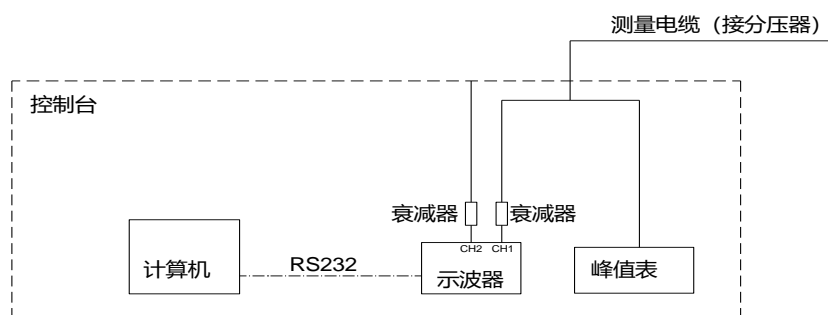 测量电缆（接分压器）
控制台
衰减器
衰减器
CH2
CH1
计算机
RS232
示波器
峰值表